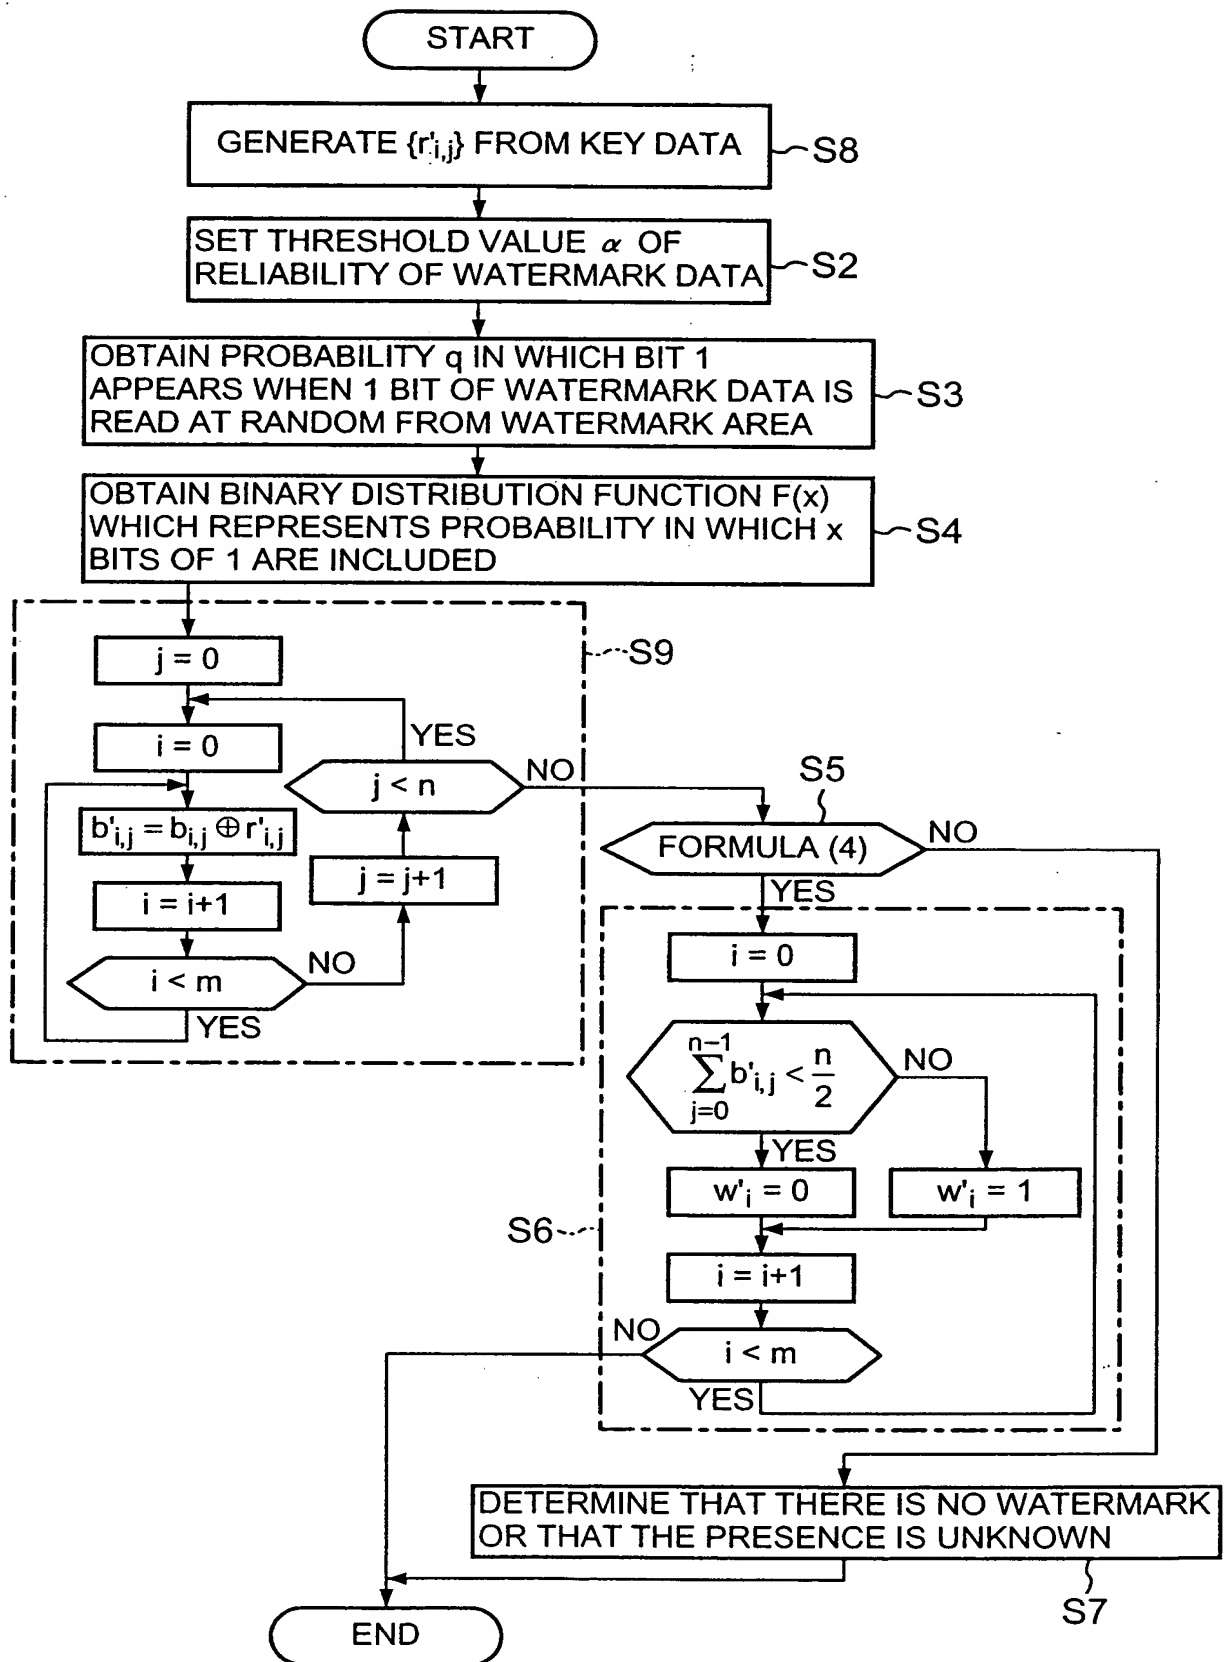 START
GENERATE {r'i,j} FROM KEY DATA
S8
SET THRESHOLD VALUE α OF
RELIABILITY OF WATERMARK DATA
S2
OBTAIN PROBABILITY q IN WHICH BIT 1
APPEARS WHEN 1 BIT OF WATERMARK DATA IS
READ AT RANDOM FROM WATERMARK AREA
S3
OBTAIN BINARY DISTRIBUTION FUNCTION F(x)
WHICH REPRESENTS PROBABILITY IN WHICH x
BITS OF 1 ARE INCLUDED
S4
S9
j = 0
i = 0
b'i,j = bi,j ⊕ r'i,j
i = i+1
i < m
YES
NO
j = j+1
j < n
YES
NO
S5
FORMULA (4)
NO
YES
S6
i = 0
n−1
∑ b'i,j < n/2
j=0
NO
YES
w'i = 0
w'i = 1
i = i+1
i < m
NO
YES
DETERMINE THAT THERE IS NO WATERMARK
OR THAT THE PRESENCE IS UNKNOWN
S7
END